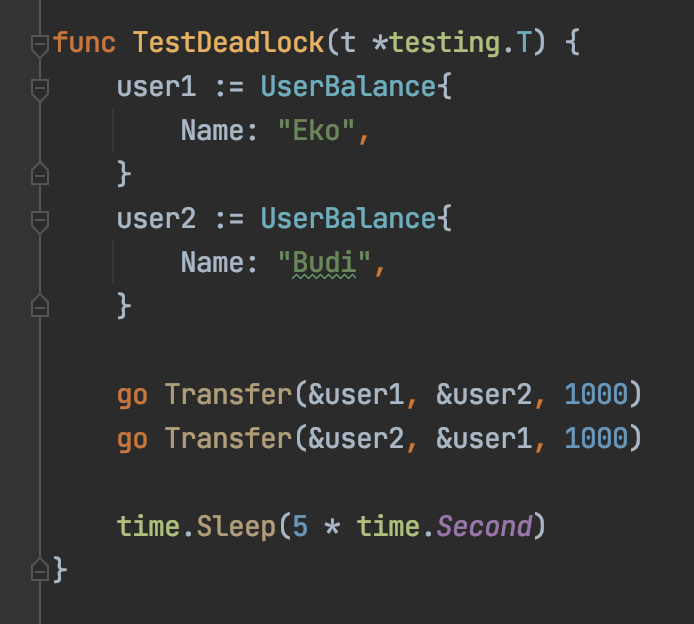 func TestDeadlock(t *testing.T) {
    user1 := UserBalance{
        Name: "Eko",
    }
    user2 := UserBalance{
        Name: "Budi",
    }
    go Transfer(&user1, &user2, 1000)
    go Transfer(&user2, &user1, 1000)
    time.Sleep(5 * time.Second)
}